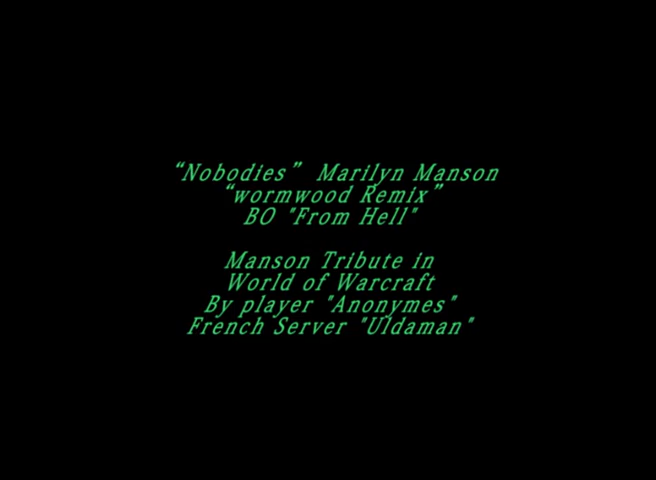 “Nobodies” Marilyn Manson
“wormwood Remix”
BO "From Hell"
Manson Tribute in
World of Warcraft
By player "Anonymes"
French Server "Uldaman"